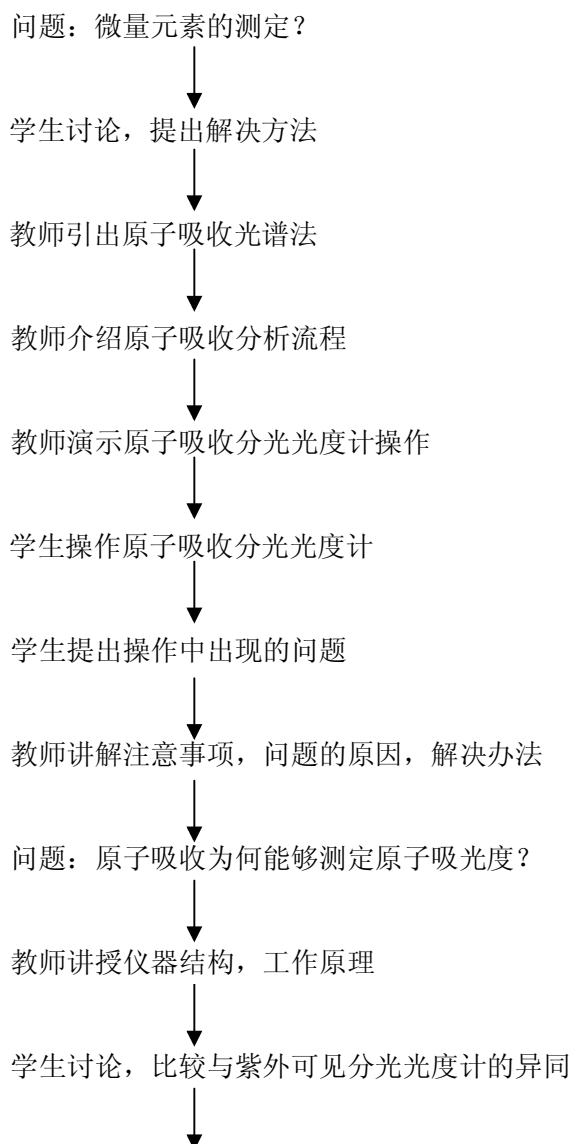 问题：微量元素的测定？
学生讨论，提出解决方法
教师引出原子吸收光谱法
教师介绍原子吸收分析流程
教师演示原子吸收分光光度计操作
学生操作原子吸收分光光度计
学生提出操作中出现的问题
教师讲解注意事项，问题的原因，解决办法
问题：原子吸收为何能够测定原子吸光度？
教师讲授仪器结构，工作原理
学生讨论，比较与紫外可见分光光度计的异同